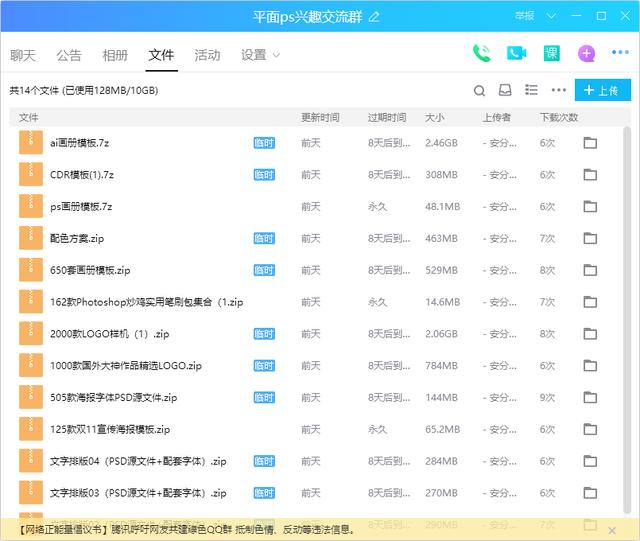 平面ps兴趣交流群
举报
聊天 公告 相册 文件 活动 设置
课
共14个文件 (已使用128MB/10GB)
上传
文件 更新时间 过期时间 大小 上传者 下载次数
ai画册模板.7z 临时 前天 8天后到... 2.46GB - 安分... 6次
CDR模板(1).7z 临时 前天 8天后到... 308MB - 安分... 6次
ps画册模板.7z 前天 永久 48.1MB - 安分... 6次
配色方案.zip 临时 前天 8天后到... 463MB - 安分... 7次
650套画册模板.zip 临时 前天 8天后到... 529MB - 安分... 8次
162款Photoshop炒鸡实用笔刷包集合（1.zip 前天 永久 14.6MB - 安分... 7次
2000款LOGO样机（1）.zip 临时 前天 8天后到... 2.06GB - 安分... 8次
1000款国外大神作品精选LOGO.zip 临时 前天 8天后到... 784MB - 安分... 6次
505款海报字体PSD源文件.zip 临时 前天 8天后到... 144MB - 安分... 9次
125款双11宣传海报模板.zip 前天 永久 65.2MB - 安分... 6次
文字排版04（PSD源文件+配套字体）.zip 临时 前天 8天后到... 284MB - 安分... 6次
文字排版03（PSD源文件+配套字体）.zip 临时 前天 8天后到... 270MB - 安分... 6次
【网络正能量倡议书】腾讯呼吁网友共建绿色QQ群 抵制色情、反动等违法信息。